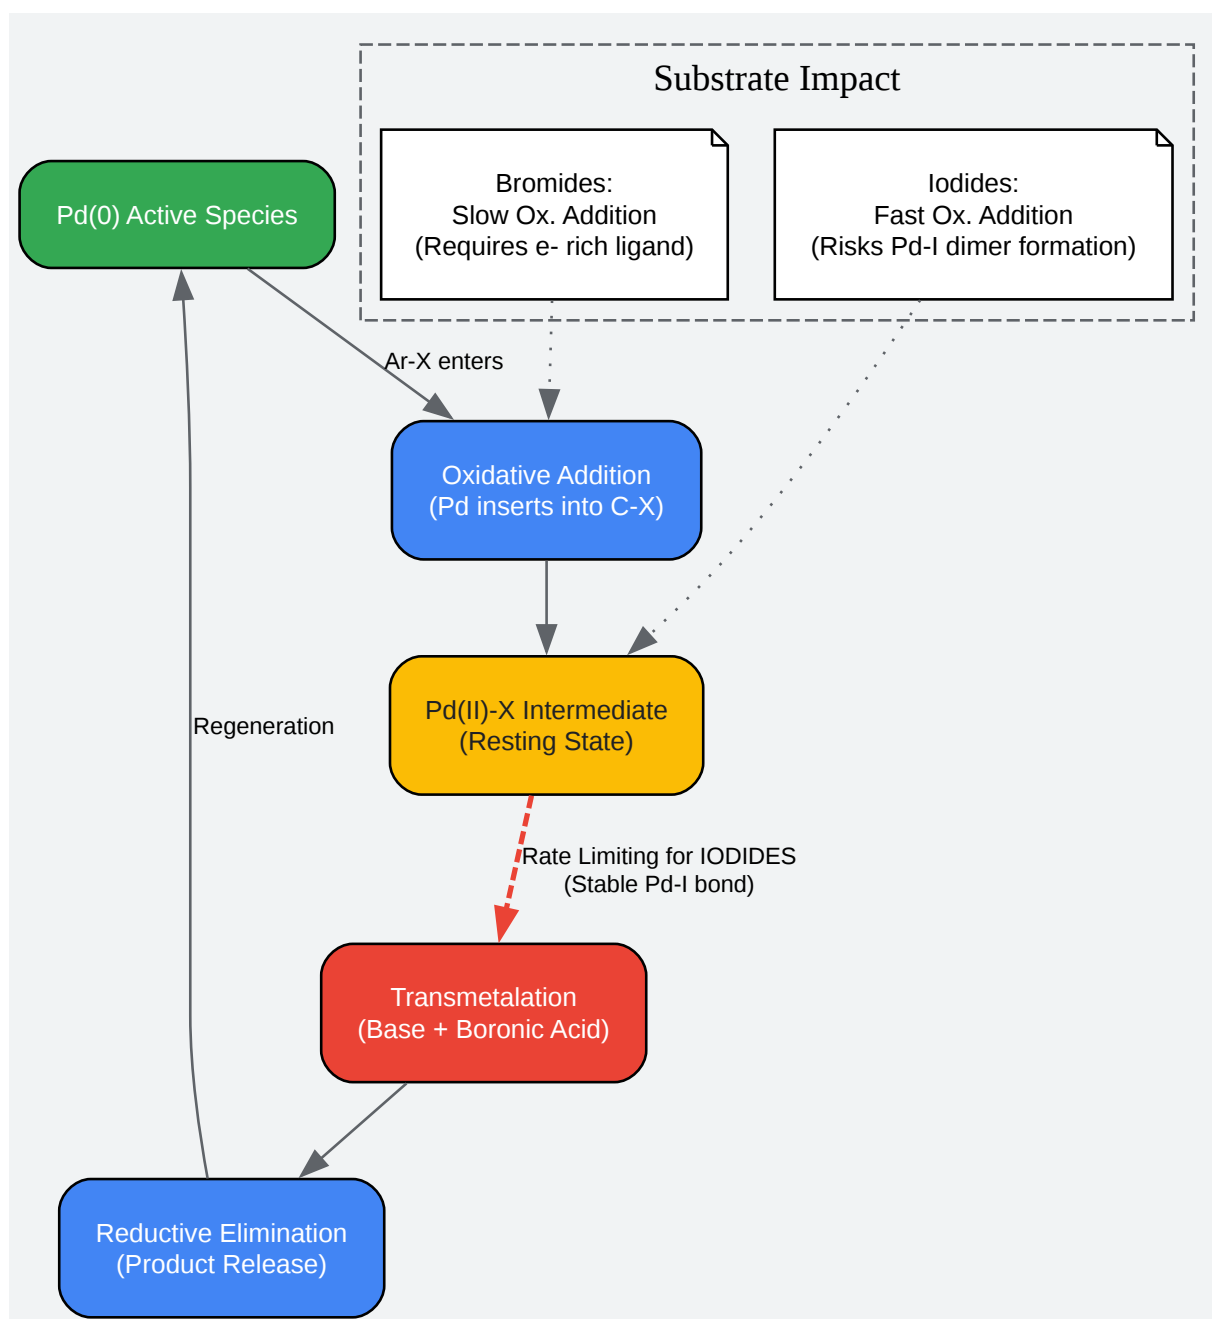 Substrate Impact
Bromides:
Slow Ox. Addition
(Requires e- rich ligand)
Iodides:
Fast Ox. Addition
(Risks Pd-I dimer formation)
Pd(0) Active Species
Ar-X enters
Oxidative Addition
(Pd inserts into C-X)
Pd(II)-X Intermediate
(Resting State)
Regeneration
Rate Limiting for IODIDES
(Stable Pd-I bond)
Transmetalation
(Base + Boronic Acid)
Reductive Elimination
(Product Release)